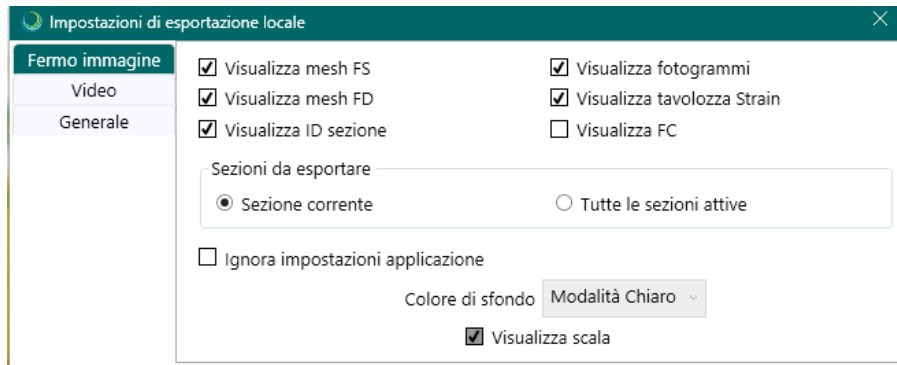 Impostazioni di esportazione locale
Fermo immagine
Video
Generale
Visualizza mesh FS
Visualizza fotogrammi
Visualizza mesh FD
Visualizza tavolozza Strain
Visualizza ID sezione
Visualizza FC
Sezioni da esportare
Sezione corrente
Tutte le sezioni attive
Ignora impostazioni applicazione
Colore di sfondo Modalità Chiaro
Visualizza scala